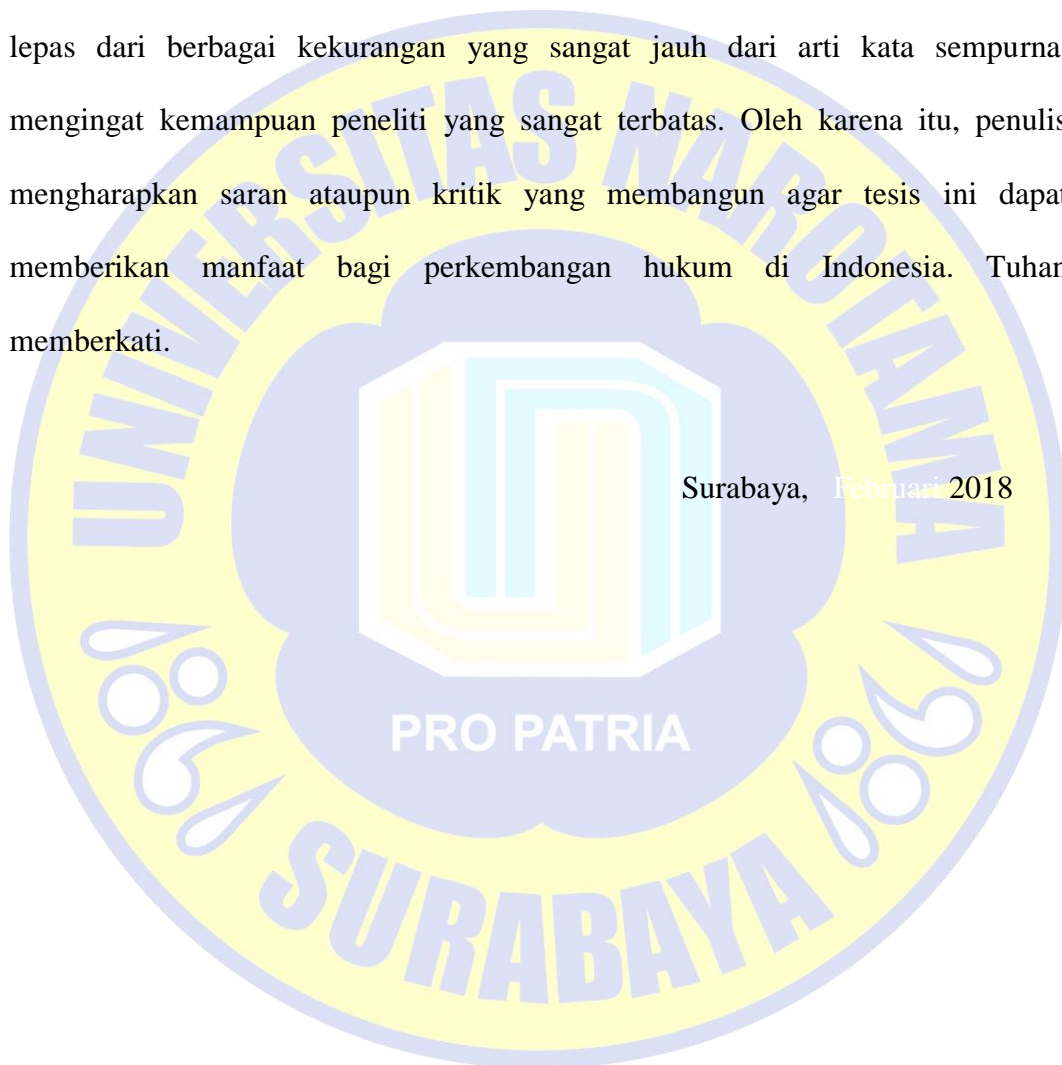 lepas dari berbagai kekurangan yang sangat jauh dari arti kata sempurna
mengingat kemampuan peneliti yang sangat terbatas. Oleh karena itu, penulis
mengharapkan saran ataupun kritik yang membangun agar tesis ini dapat
memberikan manfaat bagi perkembangan hukum di Indonesia. Tuhan
memberkati.
Surabaya, Februari 2018
UNIVERSITAS NAROTAMA
PRO PATRIA
SURABAYA